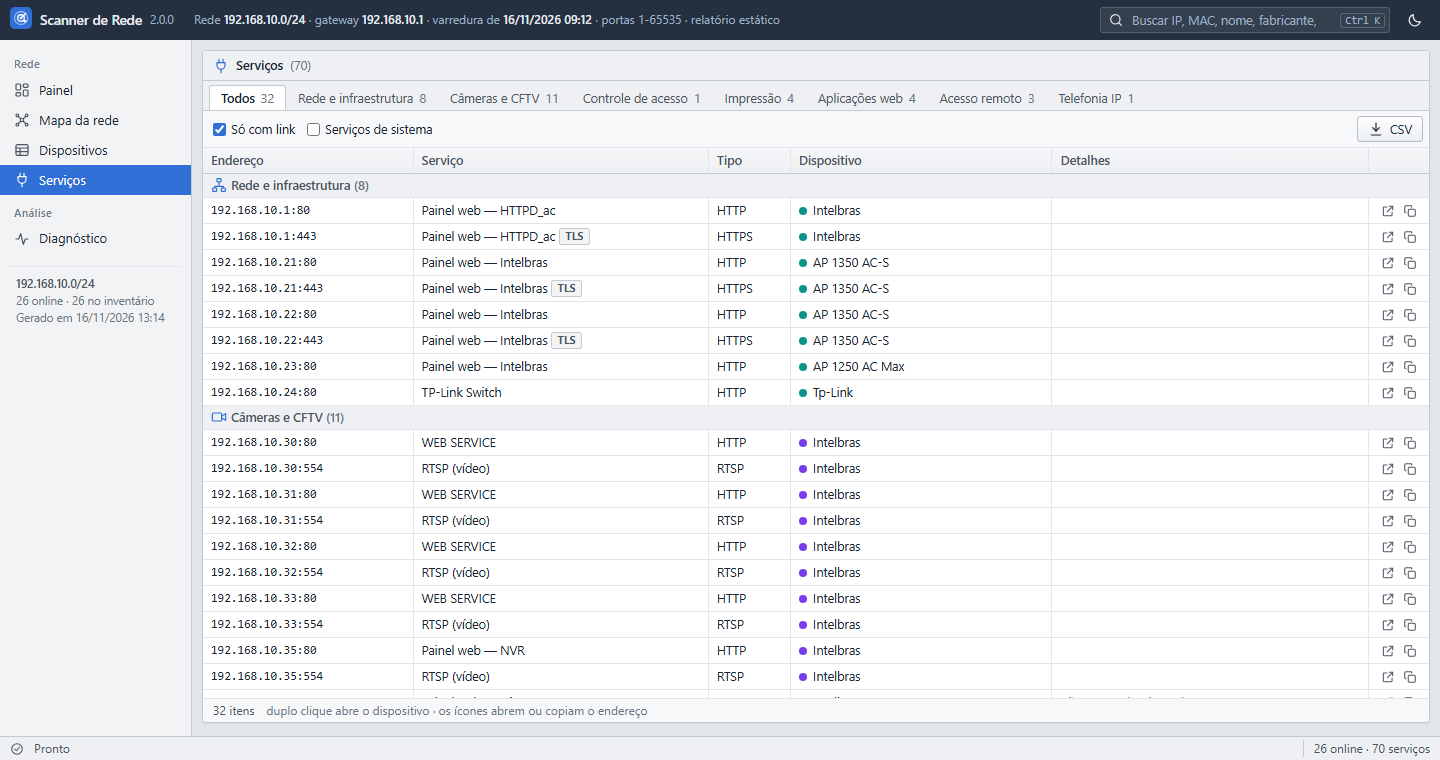 Scanner de Rede 2.0.0 Rede 192.168.10.0/24 · gateway 192.168.10.1 · varredura de 16/11/2026 09:12 · portas 1-65535 · relatório estático Buscar IP, MAC, nome, fabricante, Ctrl K
Rede
Painel
Mapa da rede
Dispositivos
Serviços
Análise
Diagnóstico
192.168.10.0/24
26 online · 26 no inventário
Gerado em 16/11/2026 13:14
Serviços (70)
Todos 32 Rede e infraestrutura 8 Câmeras e CFTV 11 Controle de acesso 1 Impressão 4 Aplicações web 4 Acesso remoto 3 Telefonia IP 1
Só com link Serviços de sistema CSV
Endereço Serviço Tipo Dispositivo Detalhes
Rede e infraestrutura (8)
192.168.10.1:80 Painel web — HTTPD_ac HTTP Intelbras
192.168.10.1:443 Painel web — HTTPD_ac TLS HTTPS Intelbras
192.168.10.21:80 Painel web — Intelbras HTTP AP 1350 AC-S
192.168.10.21:443 Painel web — Intelbras TLS HTTPS AP 1350 AC-S
192.168.10.22:80 Painel web — Intelbras HTTP AP 1350 AC-S
192.168.10.22:443 Painel web — Intelbras TLS HTTPS AP 1350 AC-S
192.168.10.23:80 Painel web — Intelbras HTTP AP 1250 AC Max
192.168.10.24:80 TP-Link Switch HTTP Tp-Link
Câmeras e CFTV (11)
192.168.10.30:80 WEB SERVICE HTTP Intelbras
192.168.10.30:554 RTSP (vídeo) RTSP Intelbras
192.168.10.31:80 WEB SERVICE HTTP Intelbras
192.168.10.31:554 RTSP (vídeo) RTSP Intelbras
192.168.10.32:80 WEB SERVICE HTTP Intelbras
192.168.10.32:554 RTSP (vídeo) RTSP Intelbras
192.168.10.33:80 WEB SERVICE HTTP Intelbras
192.168.10.33:554 RTSP (vídeo) RTSP Intelbras
192.168.10.35:80 Painel web — NVR HTTP Intelbras
192.168.10.35:554 RTSP (vídeo) RTSP Intelbras
32 itens duplo clique abre o dispositivo · os ícones abrem ou copiam o endereço
Pronto 26 online · 70 serviços